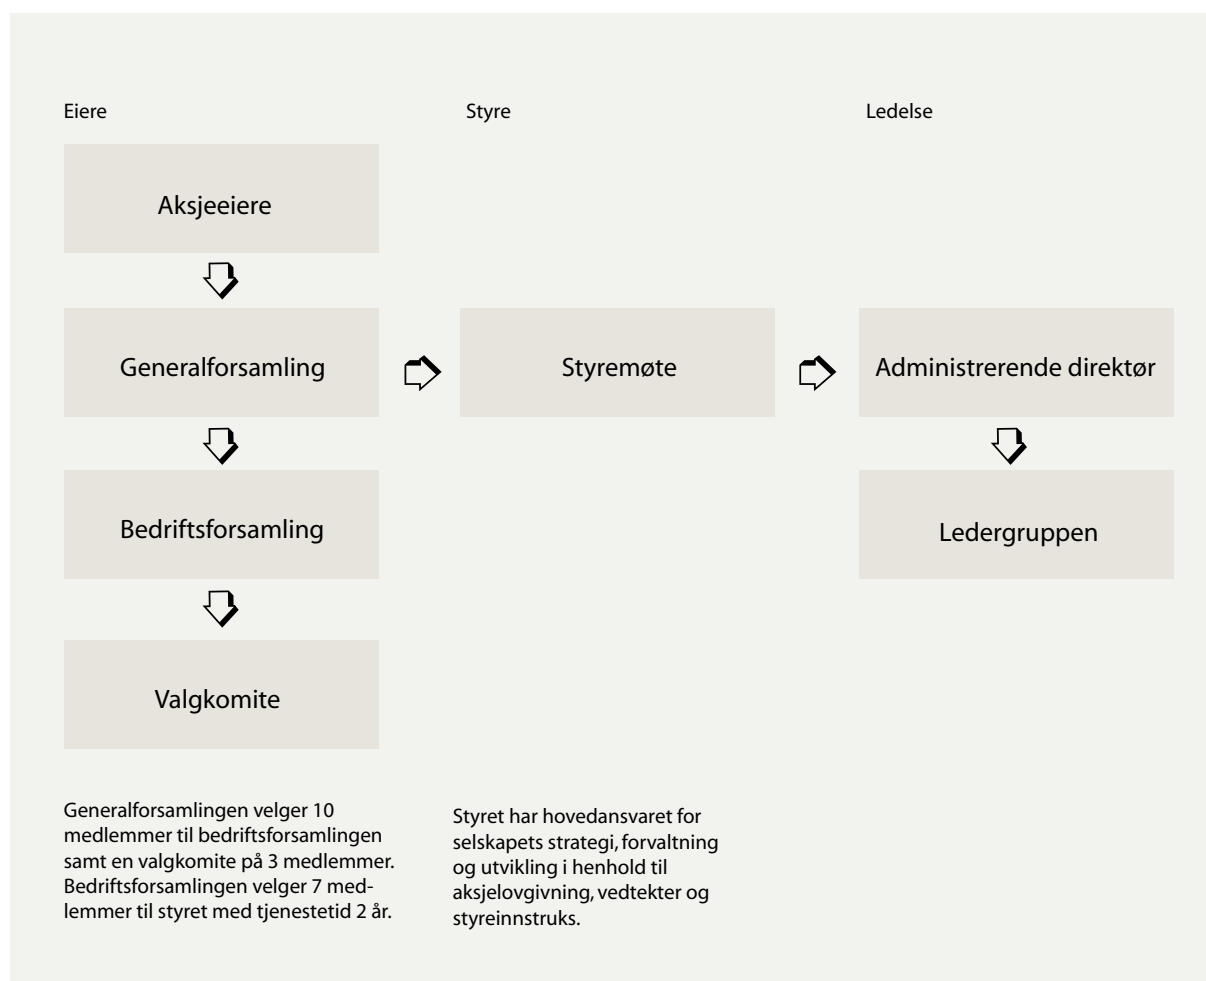 Eiere
Styre
Ledelse
Aksjeeiere
Generalforsamling
Styremøte
Administrerende direktør
Bedriftsforsamling
Ledergruppen
Valgkomite
Generalforsamlingen velger 10
medlemmer til bedriftsforsamlingen
samt en valgkomite på 3 medlemmer.
Bedriftsforsamlingen velger 7 med-
lemmer til styret med tjenestetid 2 år.
Styret har hovedansvaret for
selskapets strategi, forvaltning
og utvikling i henhold til
aksjelovgivning, vedtekter og
styreinnstruks.